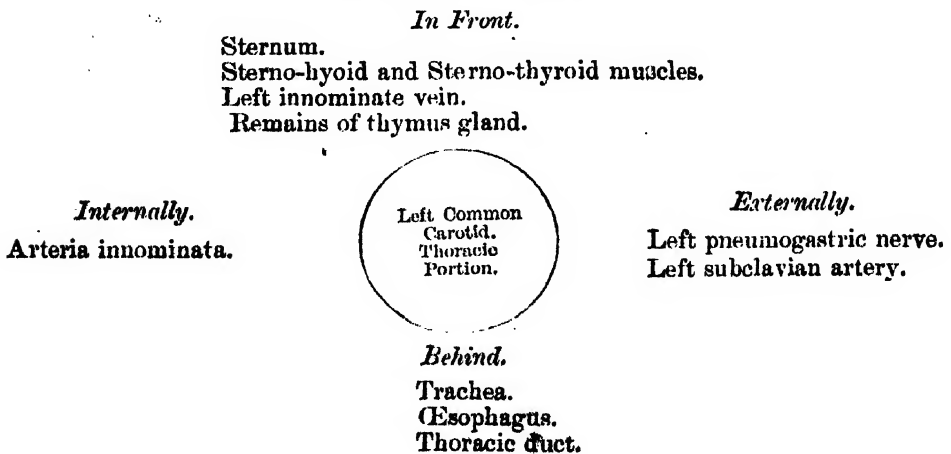 In Front.
Sternum.
Sterno-hyoid and Sterno-thyroid muscles.
Left innominate vein.
Remains of thymus gland.
Internally.
Arteria innominata.
Left Common
Carotid.
Thoracic
Portion.
Externally.
Left pneumogastric nerve.
Left subclavian artery.
Behind.
Trachea.
Œsophagus.
Thoracic duct.